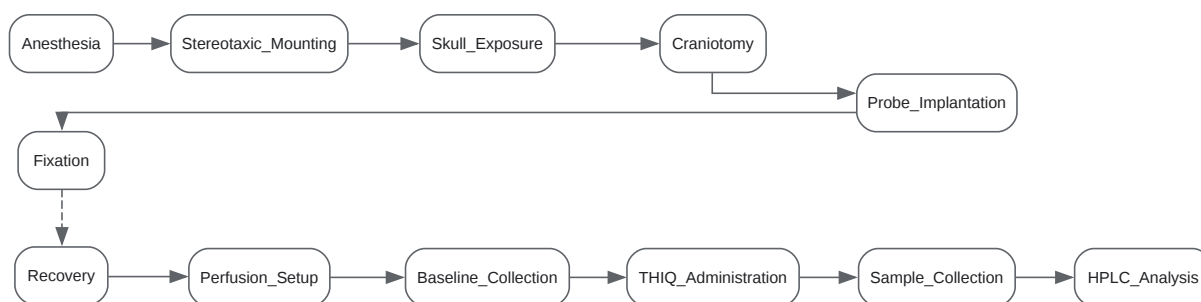 Anesthesia
Stereotaxic_Mounting
Skull_Exposure
Craniotomy
Probe_Implantation
Fixation
Recovery
Perfusion_Setup
Baseline_Collection
THIQ_Administration
Sample_Collection
HPLC_Analysis